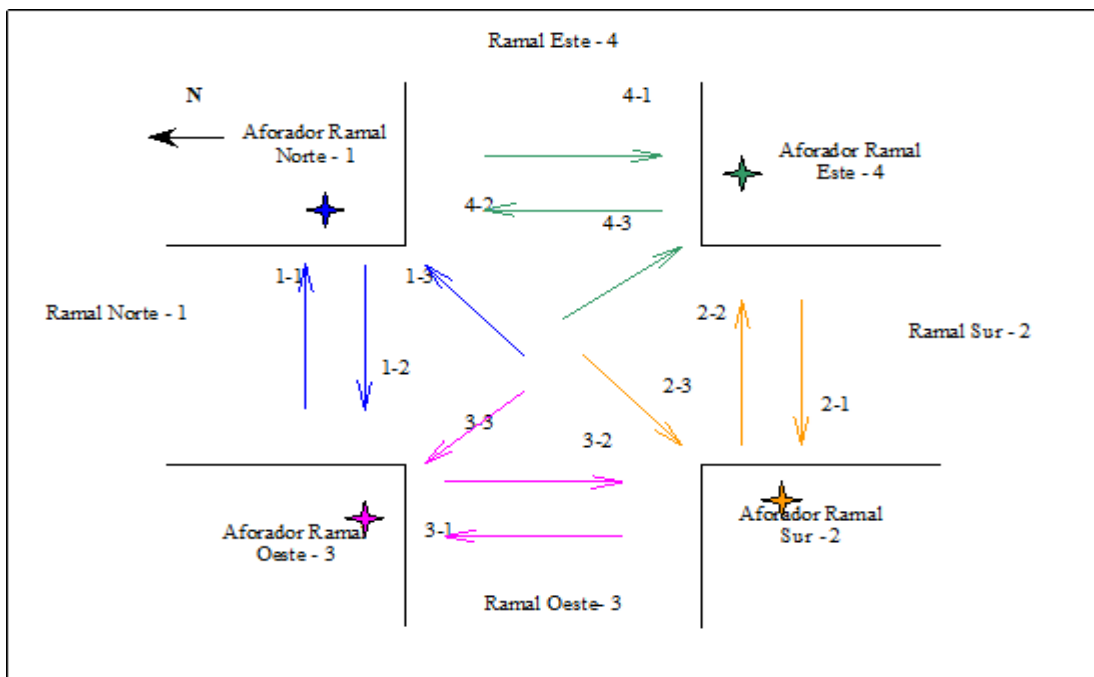 Ramal Este - 4
N
4-1
Aforador Ramal
Norte - 1
Aforador Ramal
Este - 4
4-2
4-3
1-1
1-3
Ramal Norte - 1
2-2
Ramal Sur - 2
1-2
2-3
2-1
3-3
3-2
Aforador Ramal
Oeste - 3
3-1
Aforador Ramal
Sur - 2
Ramal Oeste- 3